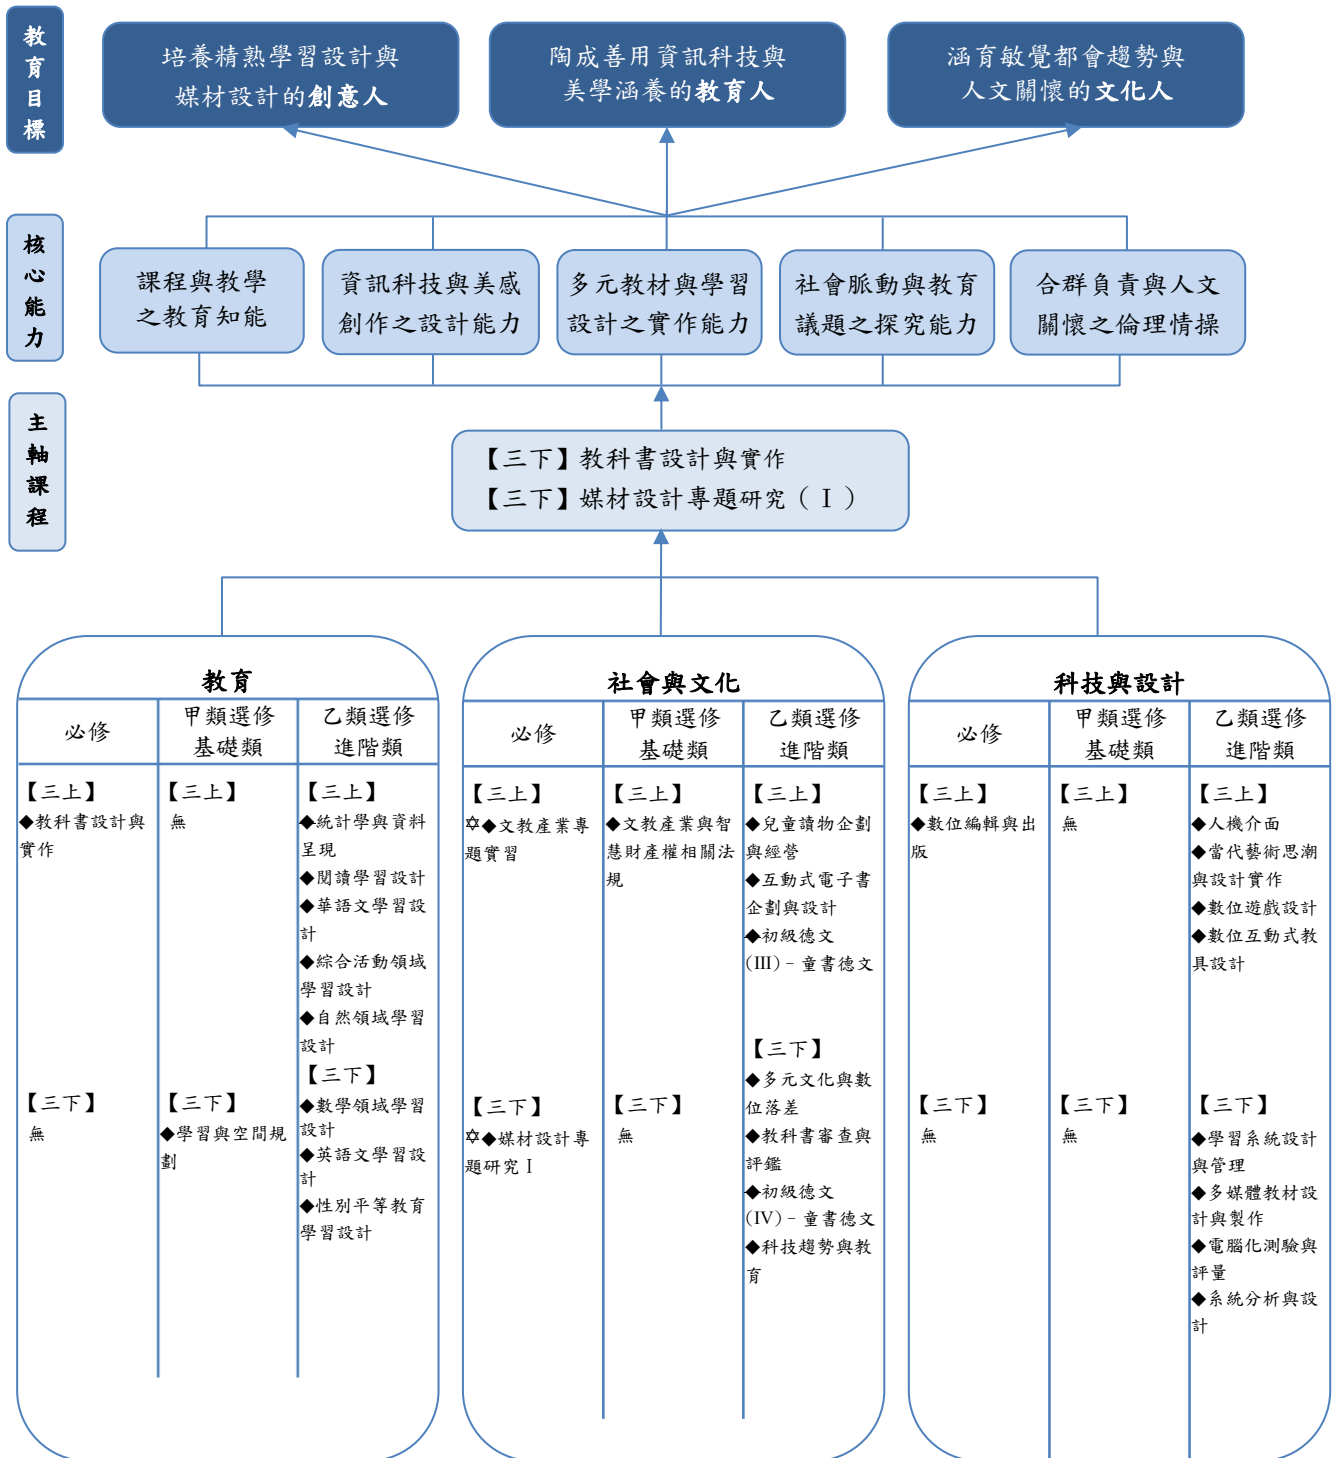 教育目標
培養精熟學習設計與
媒材設計的創意人
陶成善用資訊科技與
美學涵養的教育人
涵育敏覺都會趨勢與
人文關懷的文化人
核心能力
課程與教學
之教育知能
資訊科技與美感
創作之設計能力
多元教材與學習
設計之實作能力
社會脈動與教育
議題之探究能力
合群負責與人文
關懷之倫理情操
主軸課程
【三下】教科書設計與實作
【三下】媒材設計專題研究（Ⅰ）
教育
必修
甲類選修
基礎類
乙類選修
進階類
【三上】
◆教科書設計與
實作
【三下】
無
【三上】
無
【三下】
◆學習與空間規
劃
【三上】
◆統計學與資料
呈現
◆閱讀學習設計
◆華語文學習設
計
◆綜合活動領域
學習設計
◆自然領域學習
設計
【三下】
◆數學領域學習
設計
◆英語文學習設
計
◆性別平等教育
學習設計
社會與文化
必修
甲類選修
基礎類
乙類選修
進階類
【三上】
✡◆文教產業專
題實習
【三下】
✡◆媒材設計專
題研究Ⅰ
【三上】
◆文教產業與智
慧財產權相關法
規
【三下】
無
【三上】
◆兒童讀物企劃
與經營
◆互動式電子書
企劃與設計
◆初級德文
(III)－童書德文
【三下】
◆多元文化與數
位落差
◆教科書審查與
評鑑
◆初級德文
(IV)－童書德文
◆科技趨勢與教
育
科技與設計
必修
甲類選修
基礎類
乙類選修
進階類
【三上】
◆數位編輯與出
版
【三下】
無
【三上】
無
【三下】
無
【三上】
◆人機介面
◆當代藝術思潮
與設計實作
◆數位遊戲設計
◆數位互動式教
具設計
【三下】
◆學習系統設計
與管理
◆多媒體教材設
計與製作
◆電腦化測驗與
評量
◆系統分析與設
計